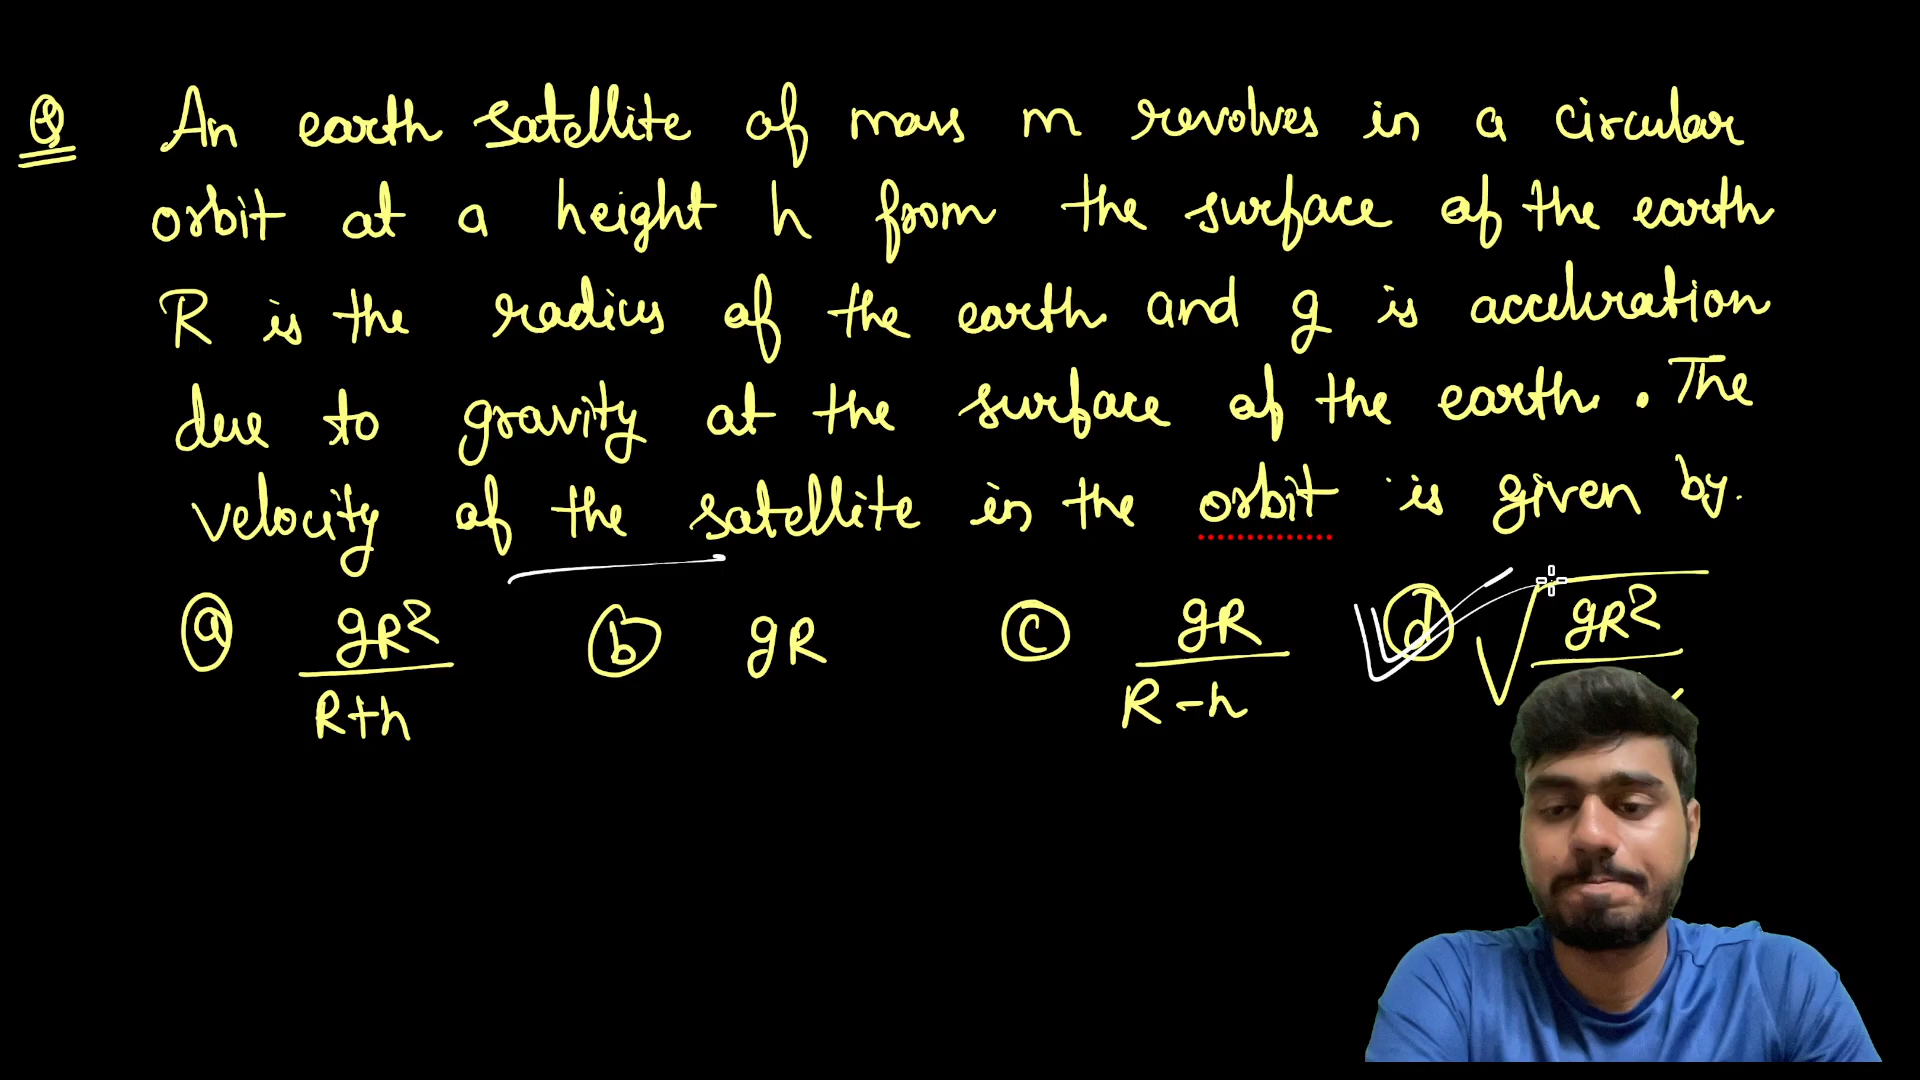 Q An earth satellite of mass m revolves in a circular
orbit at a height h from the surface of the earth
R is the radius of the earth and g is acceleration
due to gravity at the surface of the earth. The
velocity of the satellite in the orbit is given by.
(a) gR²/R+h (b) gR (c) gR/R-h (d) √gR²